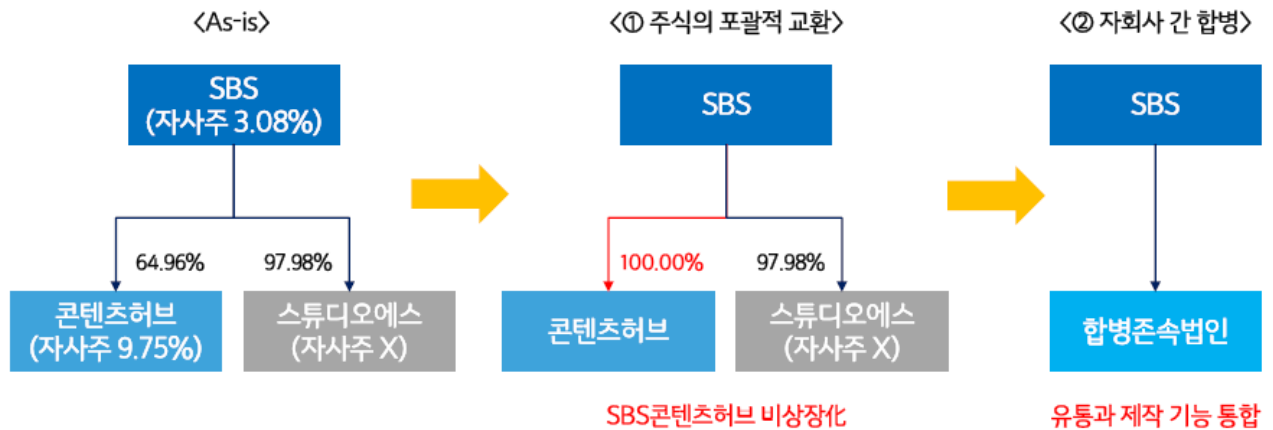 <As-is>
SBS
(자사주 3.08%)
64.96%
97.98%
콘텐츠허브
(자사주 9.75%)
스튜디오에스
(자사주 X)
<① 주식의 포괄적 교환>
SBS
100.00%
97.98%
콘텐츠허브
스튜디오에스
(자사주 X)
SBS콘텐츠허브 비상장화
<② 자회사 간 합병>
SBS
합병존속법인
유통과 제작 기능 통합